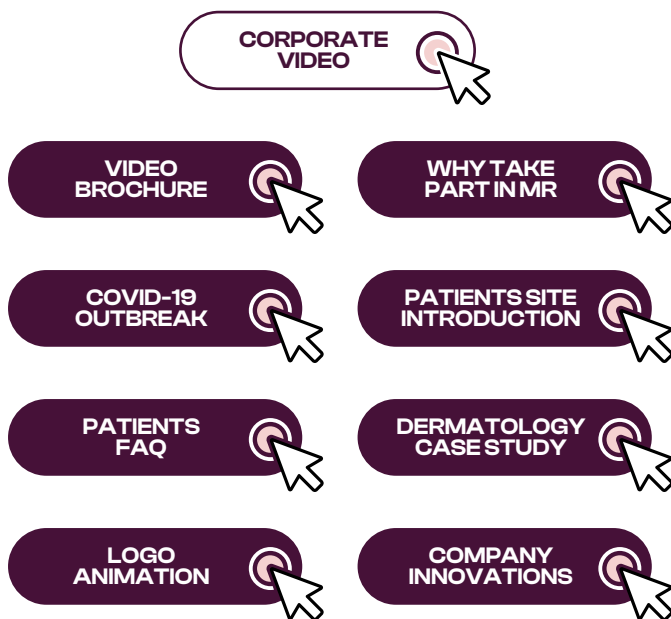 CORPORATE
VIDEO
VIDEO
BROCHURE
WHY TAKE
PART IN MR
COVID-19
OUTBREAK
PATIENTS SITE
INTRODUCTION
PATIENTS
FAQ
DERMATOLOGY
CASE STUDY
LOGO
ANIMATION
COMPANY
INNOVATIONS